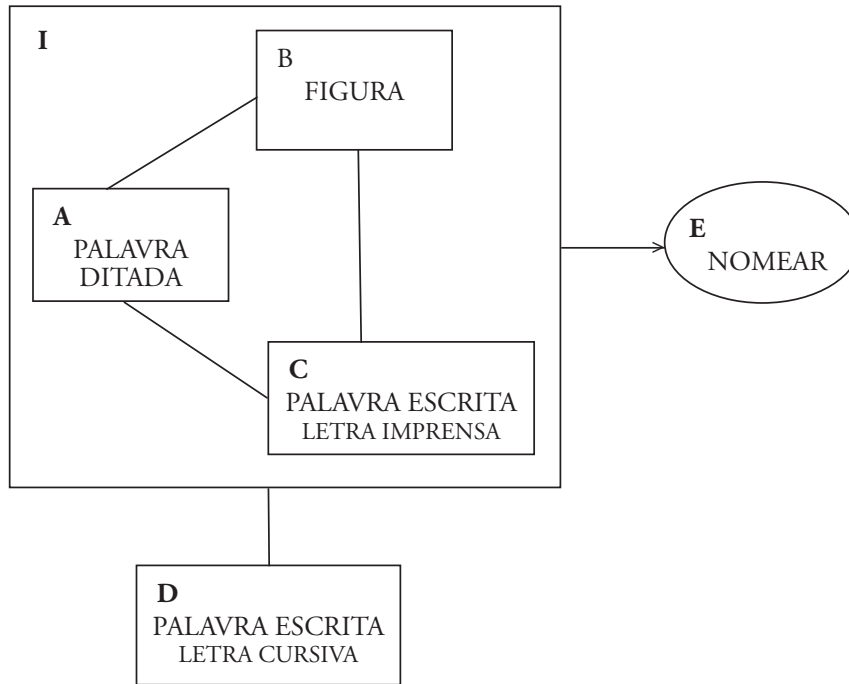 I
B
FIGURA
A
PALAVRA
DITADA
E
NOMEAR
C
PALAVRA ESCRITA
LETRA IMPRENSA
D
PALAVRA ESCRITA
LETRA CURSIVA